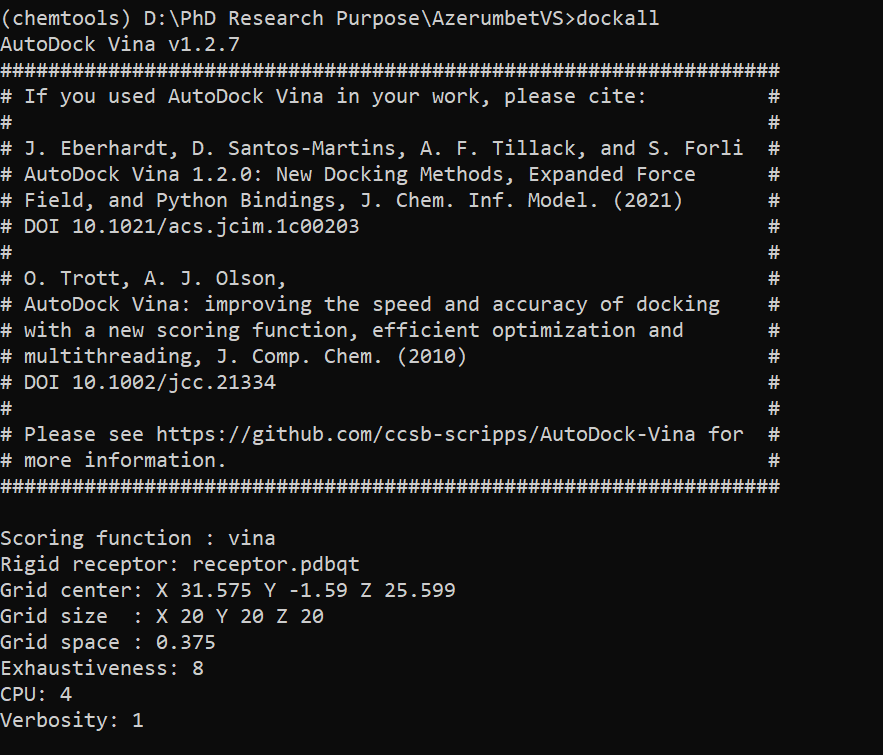 (chemtools) D:\PhD Research Purpose\AzerumbetVS>dockall
AutoDock Vina v1.2.7
#################################################################
# If you used AutoDock Vina in your work, please cite:          #
#                                                               #
# J. Eberhardt, D. Santos-Martins, A. F. Tillack, and S. Forli  #
# AutoDock Vina 1.2.0: New Docking Methods, Expanded Force      #
# Field, and Python Bindings, J. Chem. Inf. Model. (2021)       #
# DOI 10.1021/acs.jcim.1c00203                                  #
#                                                               #
# O. Trott, A. J. Olson,                                        #
# AutoDock Vina: improving the speed and accuracy of docking    #
# with a new scoring function, efficient optimization and       #
# multithreading, J. Comp. Chem. (2010)                         #
# DOI 10.1002/jcc.21334                                         #
#                                                               #
# Please see https://github.com/ccsb-scripps/AutoDock-Vina for  #
# more information.                                             #
#################################################################

Scoring function : vina
Rigid receptor: receptor.pdbqt
Grid center: X 31.575 Y -1.59 Z 25.599
Grid size  : X 20 Y 20 Z 20
Grid space : 0.375
Exhaustiveness: 8
CPU: 4
Verbosity: 1